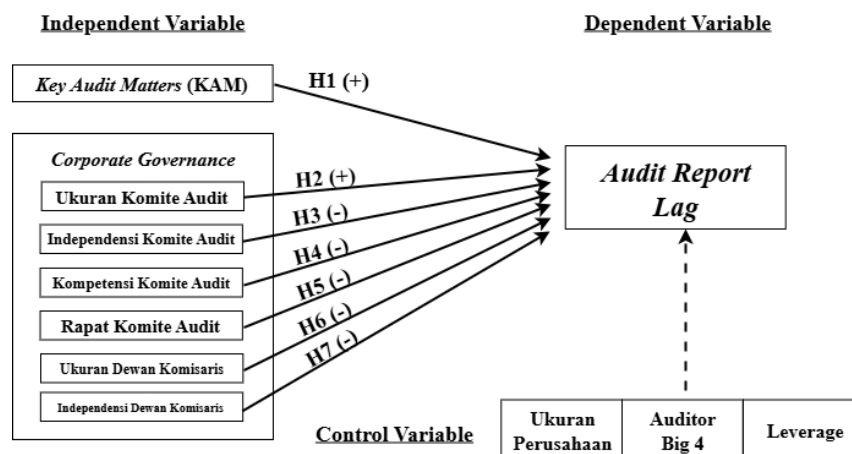 Independent Variable
Dependent Variable
Key Audit Matters (KAM)
H1 (+)
Corporate Governance
Ukuran Komite Audit
H2 (+)
Independensi Komite Audit
H3 (-)
Kompetensi Komite Audit
H4 (-)
Rapat Komite Audit
H5 (-)
Ukuran Dewan Komisaris
H6 (-)
Independensi Dewan Komisaris
H7 (-)
Audit Report
Lag
Control Variable
Ukuran
Perusahaan
Auditor
Big 4
Leverage